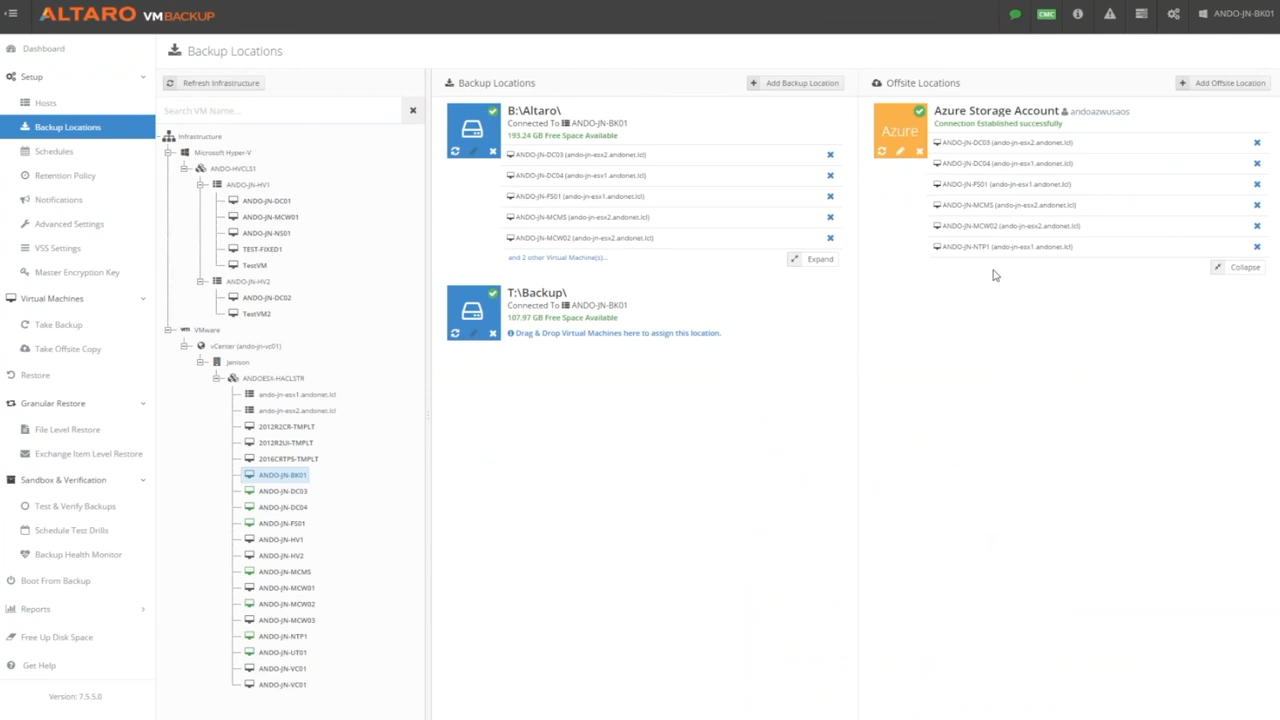 ALTARO VMBACKUP
CMC
ANDO-JN-BK01
Dashboard
Setup
Hosts
Backup Locations
Schedules
Retention Policy
Notifications
Advanced Settings
VSS Settings
Master Encryption Key
Virtual Machines
Take Backup
Take Offsite Copy
Restore
Granular Restore
File Level Restore
Exchange Item Level Restore
Sandbox & Verification
Test & Verify Backups
Schedule Test Drills
Backup Health Monitor
Boot From Backup
Reports
Free Up Disk Space
Get Help
Version: 7.5.5.0
Backup Locations
Refresh Infrastructure
Search VM Name...
Infrastructure
Microsoft Hyper-V
ANDO-HVCLS1
ANDO-JN-HV1
ANDO-JN-DC01
ANDO-JN-MCW01
ANDO-JN-NS01
TEST-FIXED1
TestVM
ANDO-JN-HV2
ANDO-JN-DC02
TestVM2
vm VMware
vCenter (ando-jn-vc01)
Jenison
ANDOESX-HACLSTR
ando-jn-esx1.andonet.lcl
ando-jn-esx2.andonet.lcl
2012R2CR-TMPLT
2012R2UI-TMPLT
2016CRTPS-TMPLT
ANDO-JN-BK01
ANDO-JN-DC03
ANDO-JN-DC04
ANDO-JN-FS01
ANDO-JN-HV1
ANDO-JN-HV2
ANDO-JN-MCMS
ANDO-JN-MCW01
ANDO-JN-MCW02
ANDO-JN-MCW03
ANDO-JN-NTP1
ANDO-JN-UT01
ANDO-JN-VC01
ANDO-JN-VC01
Backup Locations
Add Backup Location
B:\Altaro\
Connected To ANDO-JN-BK01
193.24 GB Free Space Available
ANDO-JN-DC03 (ando-jn-esx2.andonet.lcl)
ANDO-JN-DC04 (ando-jn-esx1.andonet.lcl)
ANDO-JN-FS01 (ando-jn-esx1.andonet.lcl)
ANDO-JN-MCMS (ando-jn-esx2.andonet.lcl)
ANDO-JN-MCW02 (ando-jn-esx2.andonet.lcl)
and 2 other Virtual Machine(s)...
Expand
T:\Backup\
Connected To ANDO-JN-BK01
107.97 GB Free Space Available
Drag & Drop Virtual Machines here to assign this location.
Offsite Locations
Add Offsite Location
Azure
Azure Storage Account andoazwusaos
Connection Established successfully
ANDO-JN-DC03 (ando-jn-esx2.andonet.lcl)
ANDO-JN-DC04 (ando-jn-esx1.andonet.lcl)
ANDO-JN-FS01 (ando-jn-esx1.andonet.lcl)
ANDO-JN-MCMS (ando-jn-esx2.andonet.lcl)
ANDO-JN-MCW02 (ando-jn-esx2.andonet.lcl)
ANDO-JN-NTP1 (ando-jn-esx1.andonet.lcl)
Collapse